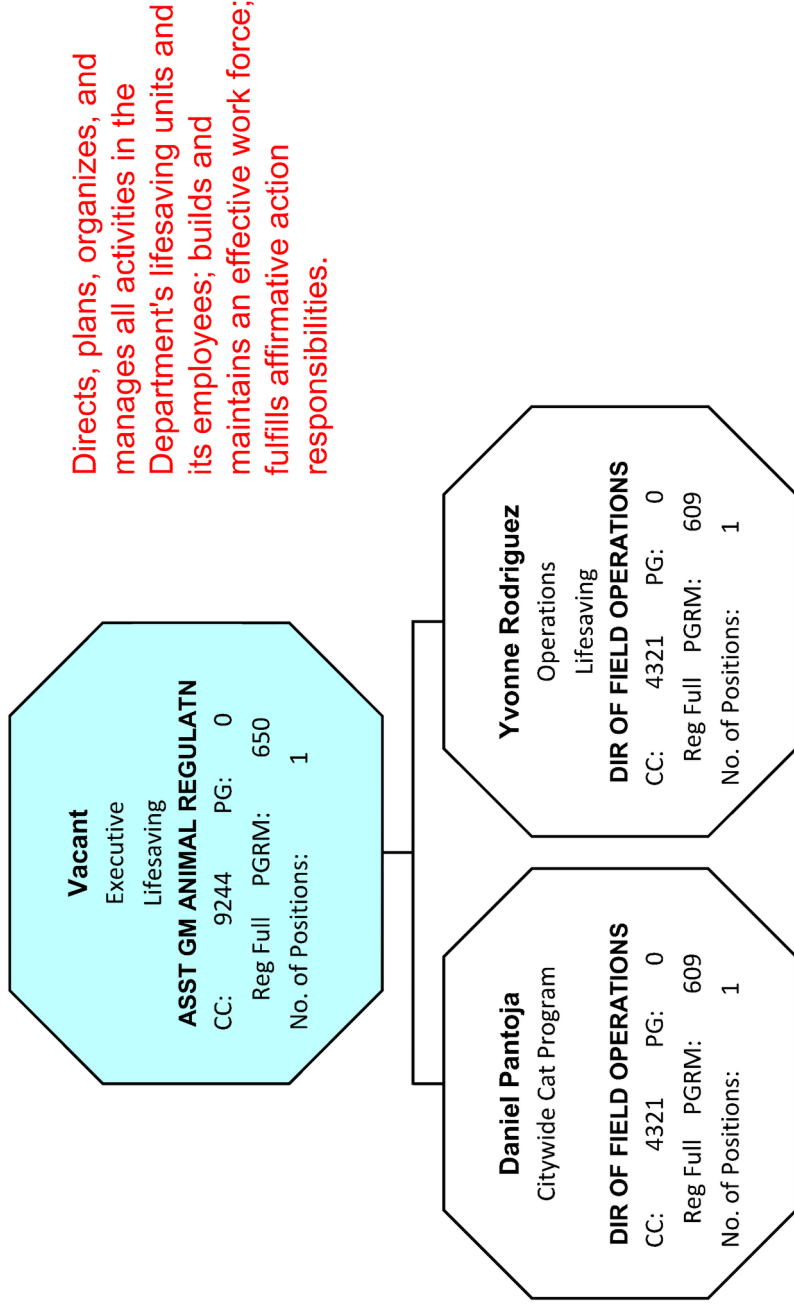 Directs, plans, organizes, and
manages all activities in the
Department's lifesaving units and
its employees; builds and
maintains an effective work force;
fulfills affirmative action
responsibilities.
Vacant
Executive
Lifesaving
ASST GM ANIMAL REGULATN
CC: 9244 PG: 0
Reg Full PGRM: 650
No. of Positions: 1
Daniel Pantoja
Citywide Cat Program
DIR OF FIELD OPERATIONS
CC: 4321 PG: 0
Reg Full PGRM: 609
No. of Positions: 1
Yvonne Rodriguez
Operations
Lifesaving
DIR OF FIELD OPERATIONS
CC: 4321 PG: 0
Reg Full PGRM: 609
No. of Positions: 1